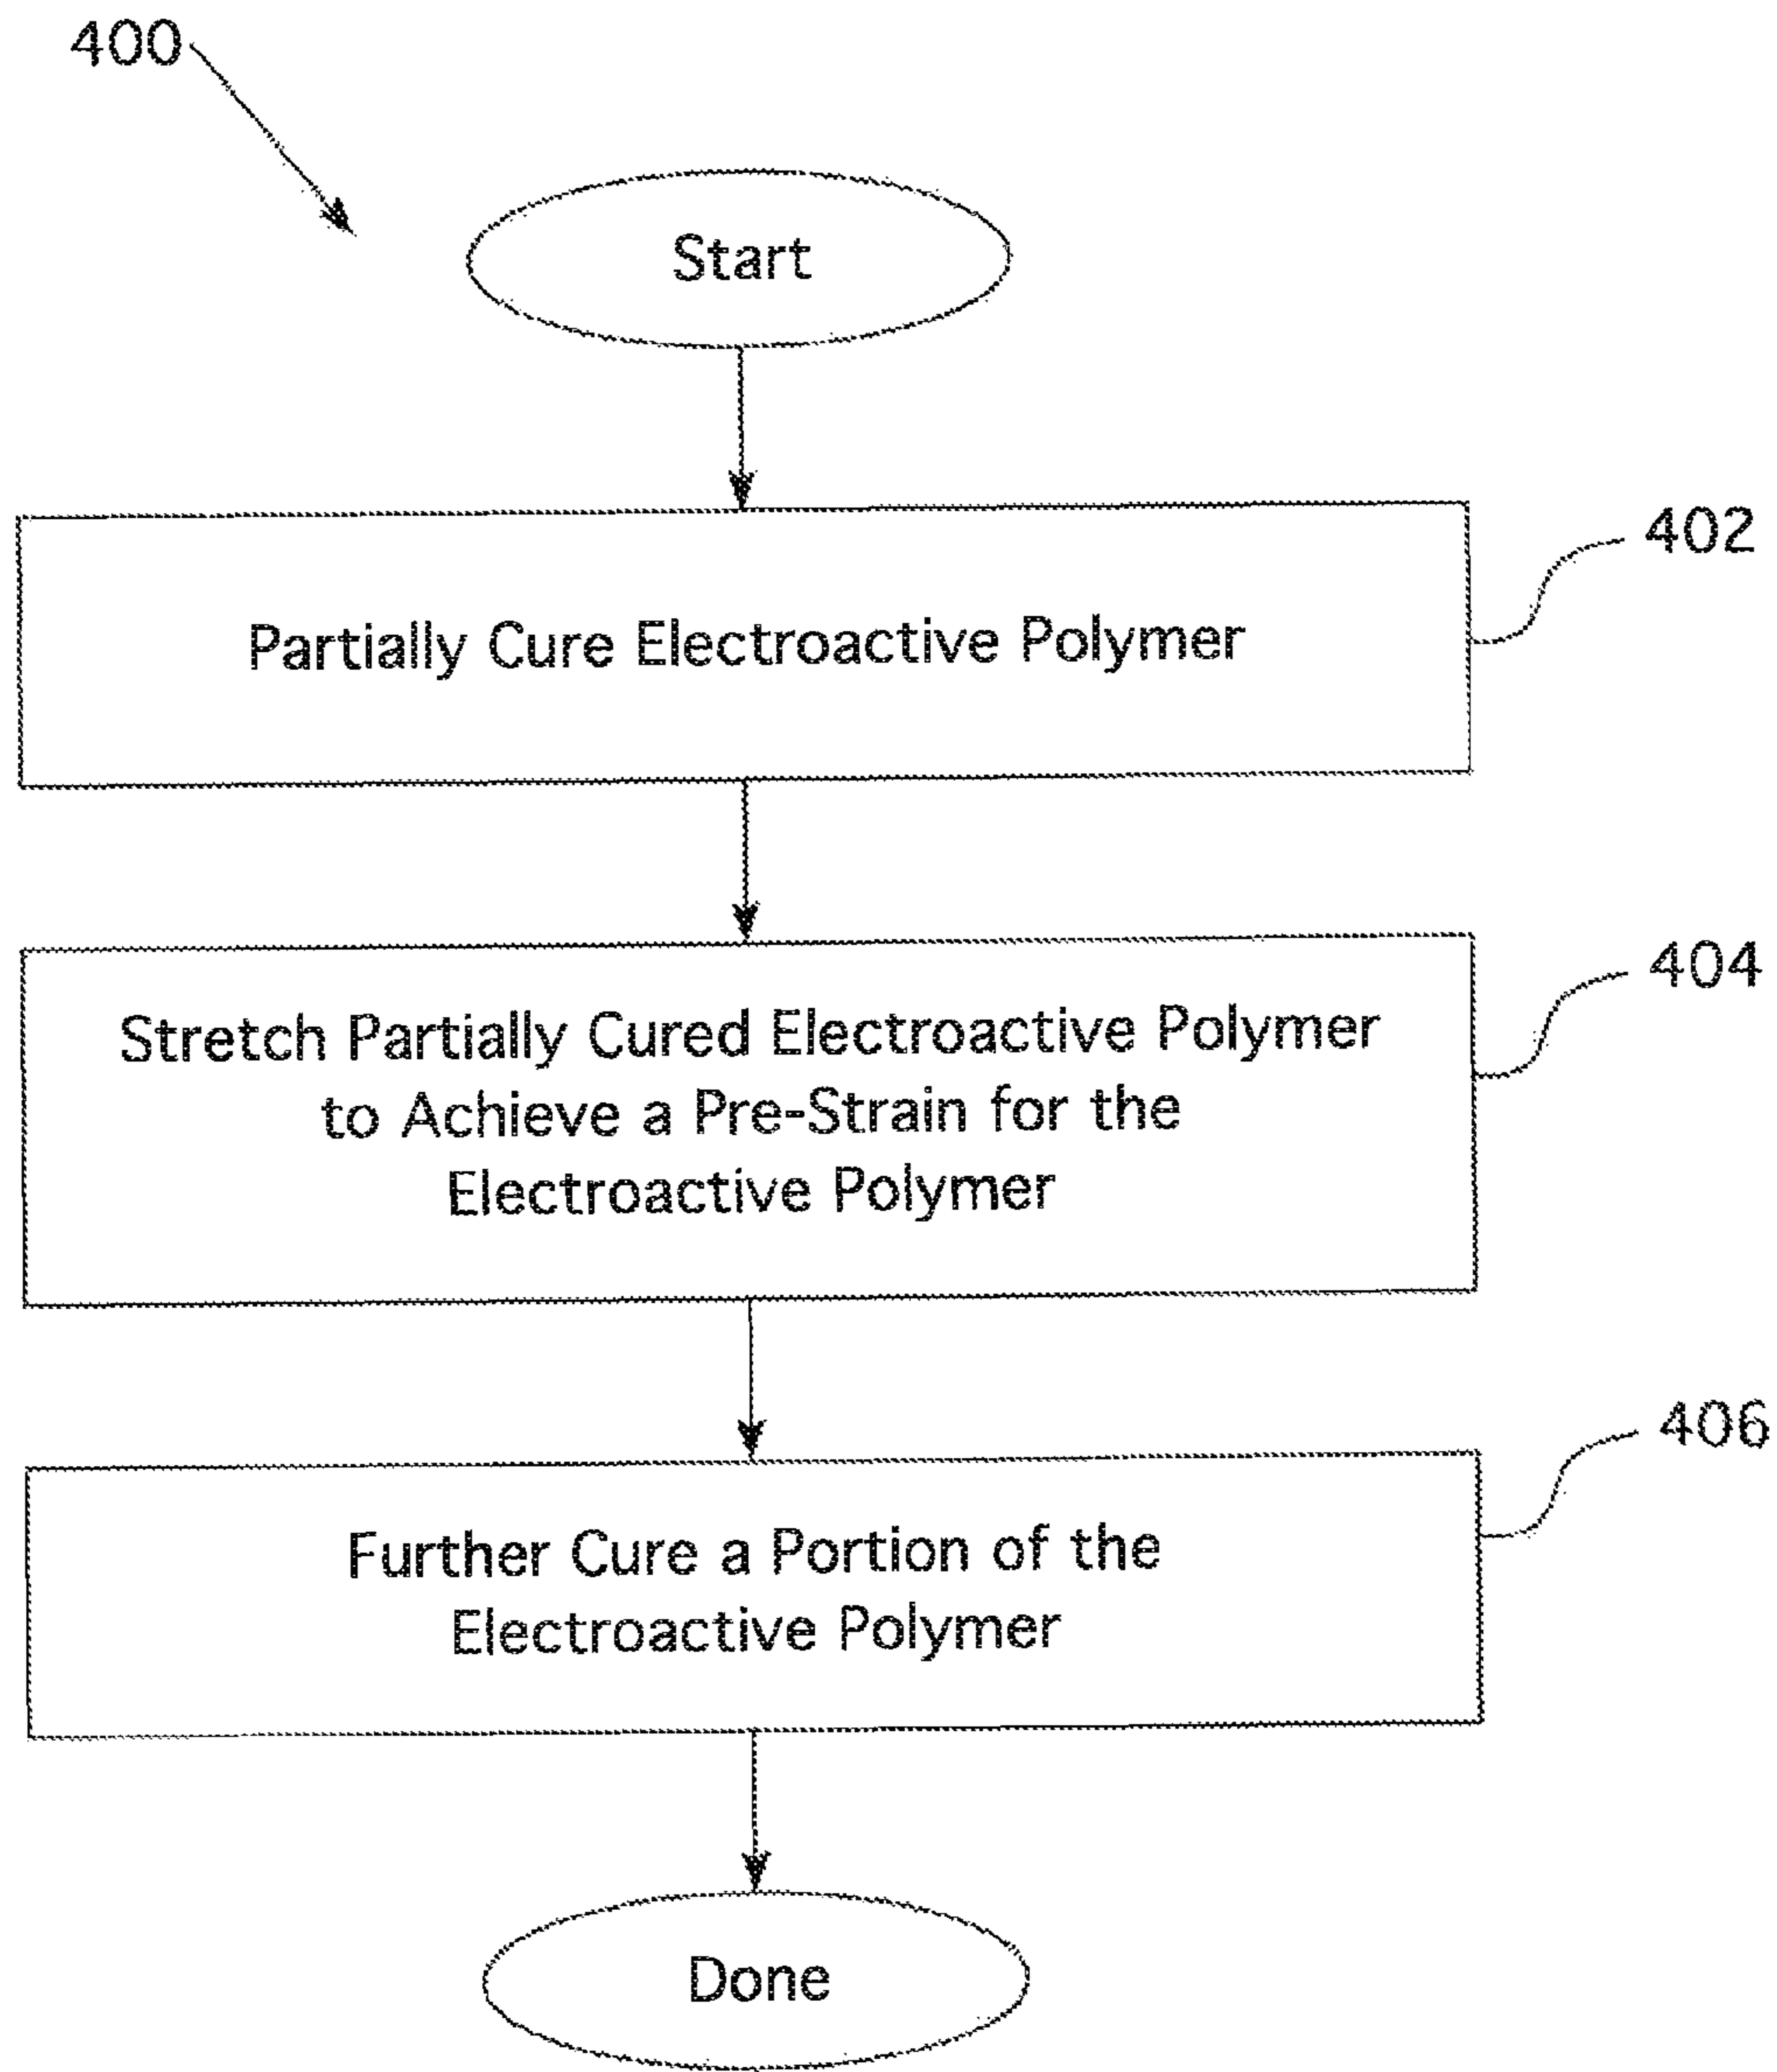 400
Start
402
Partially Cure Electroactive Polymer
404
Stretch Partially Cured Electroactive Polymer
to Achieve a Pre-Strain for the
Electroactive Polymer
406
Further Cure a Portion of the
Electroactive Polymer
Done